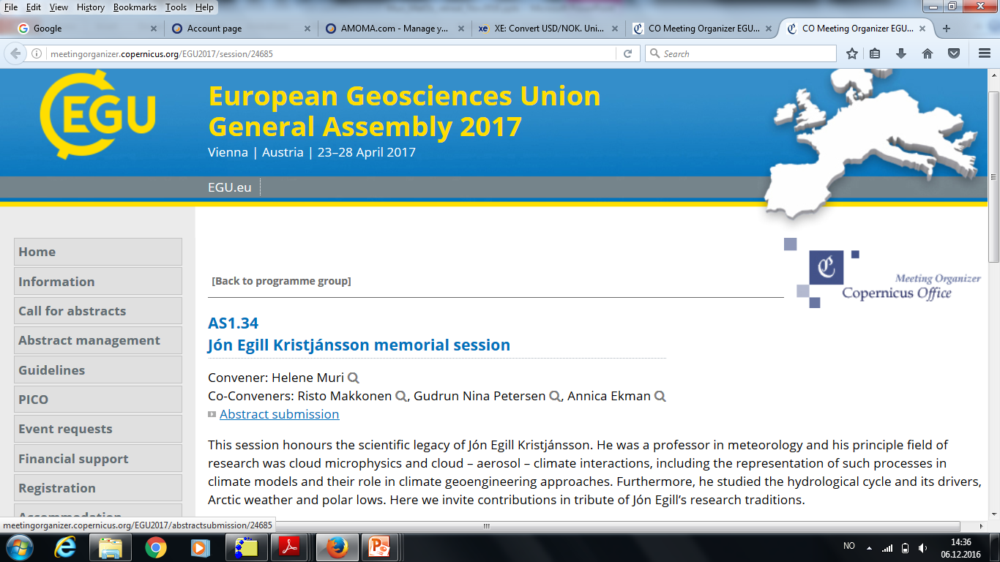 File Edit View History Bookmarks Tools Help
Google
Account page
AMOMA.com - Manage y...
xe XE: Convert USD/NOK. Uni...
CO Meeting Organizer EGU...
CO Meeting Organizer EGU...
meetingorganizer.copernicus.org/EGU2017/session/24685
Search
EGU
European Geosciences Union
General Assembly 2017
Vienna | Austria | 23–28 April 2017
EGU.eu
Home
Information
Call for abstracts
Abstract management
Guidelines
PICO
Event requests
Financial support
Registration
Accommodation
[Back to programme group]
Meeting Organizer
Copernicus Office
AS1.34
Jón Egill Kristjánsson memorial session
Convener: Helene Muri
Co-Conveners: Risto Makkonen, Gudrun Nina Petersen, Annica Ekman
Abstract submission
This session honours the scientific legacy of Jón Egill Kristjánsson. He was a professor in meteorology and his principle field of
research was cloud microphysics and cloud – aerosol – climate interactions, including the representation of such processes in
climate models and their role in climate geoengineering approaches. Furthermore, he studied the hydrological cycle and its drivers,
Arctic weather and polar lows. Here we invite contributions in tribute of Jón Egill's research traditions.
meetingorganizer.copernicus.org/EGU2017/abstractsubmission/24685
NO
14:36
06.12.2016